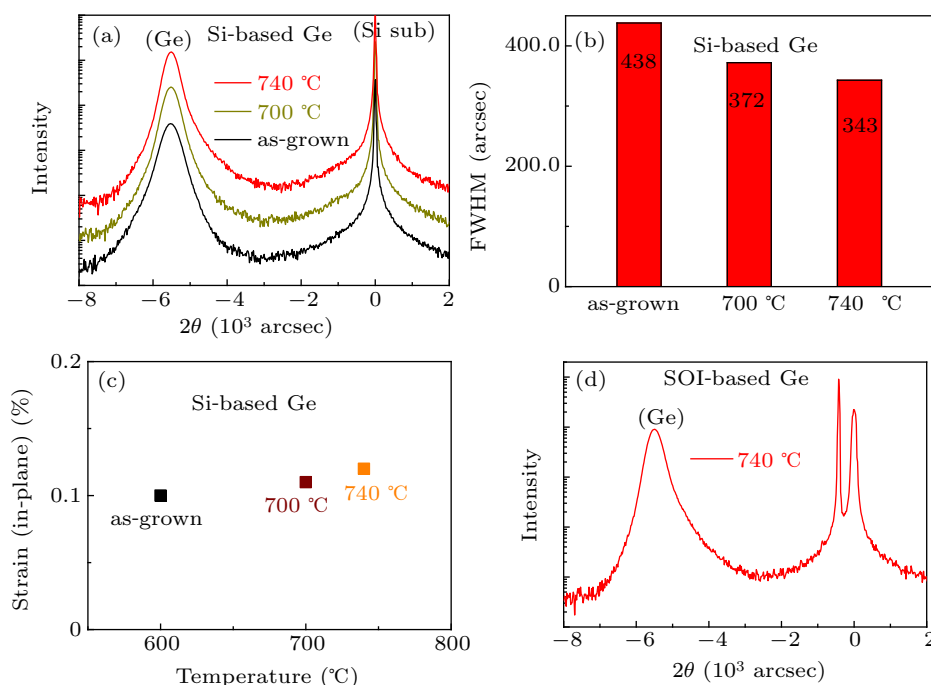 (a)
Si-based Ge
(Si sub)
(Ge)
740 ℃
700 ℃
as-grown
Intensity
−8 −6 −4 −2 0 2
2θ (10³ arcsec)
(b)
Si-based Ge
438
372
343
400.0
200.0
0.0
FWHM (arcsec)
as-grown 700 ℃ 740 ℃
(c)
Si-based Ge
0.2
0.1
0
Strain (in-plane) (%)
as-grown
700 ℃
740 ℃
600 700 800
Temperature (℃)
(d)
SOI-based Ge
(Ge)
740 ℃
Intensity
−8 −6 −4 −2 0 2
2θ (10³ arcsec)